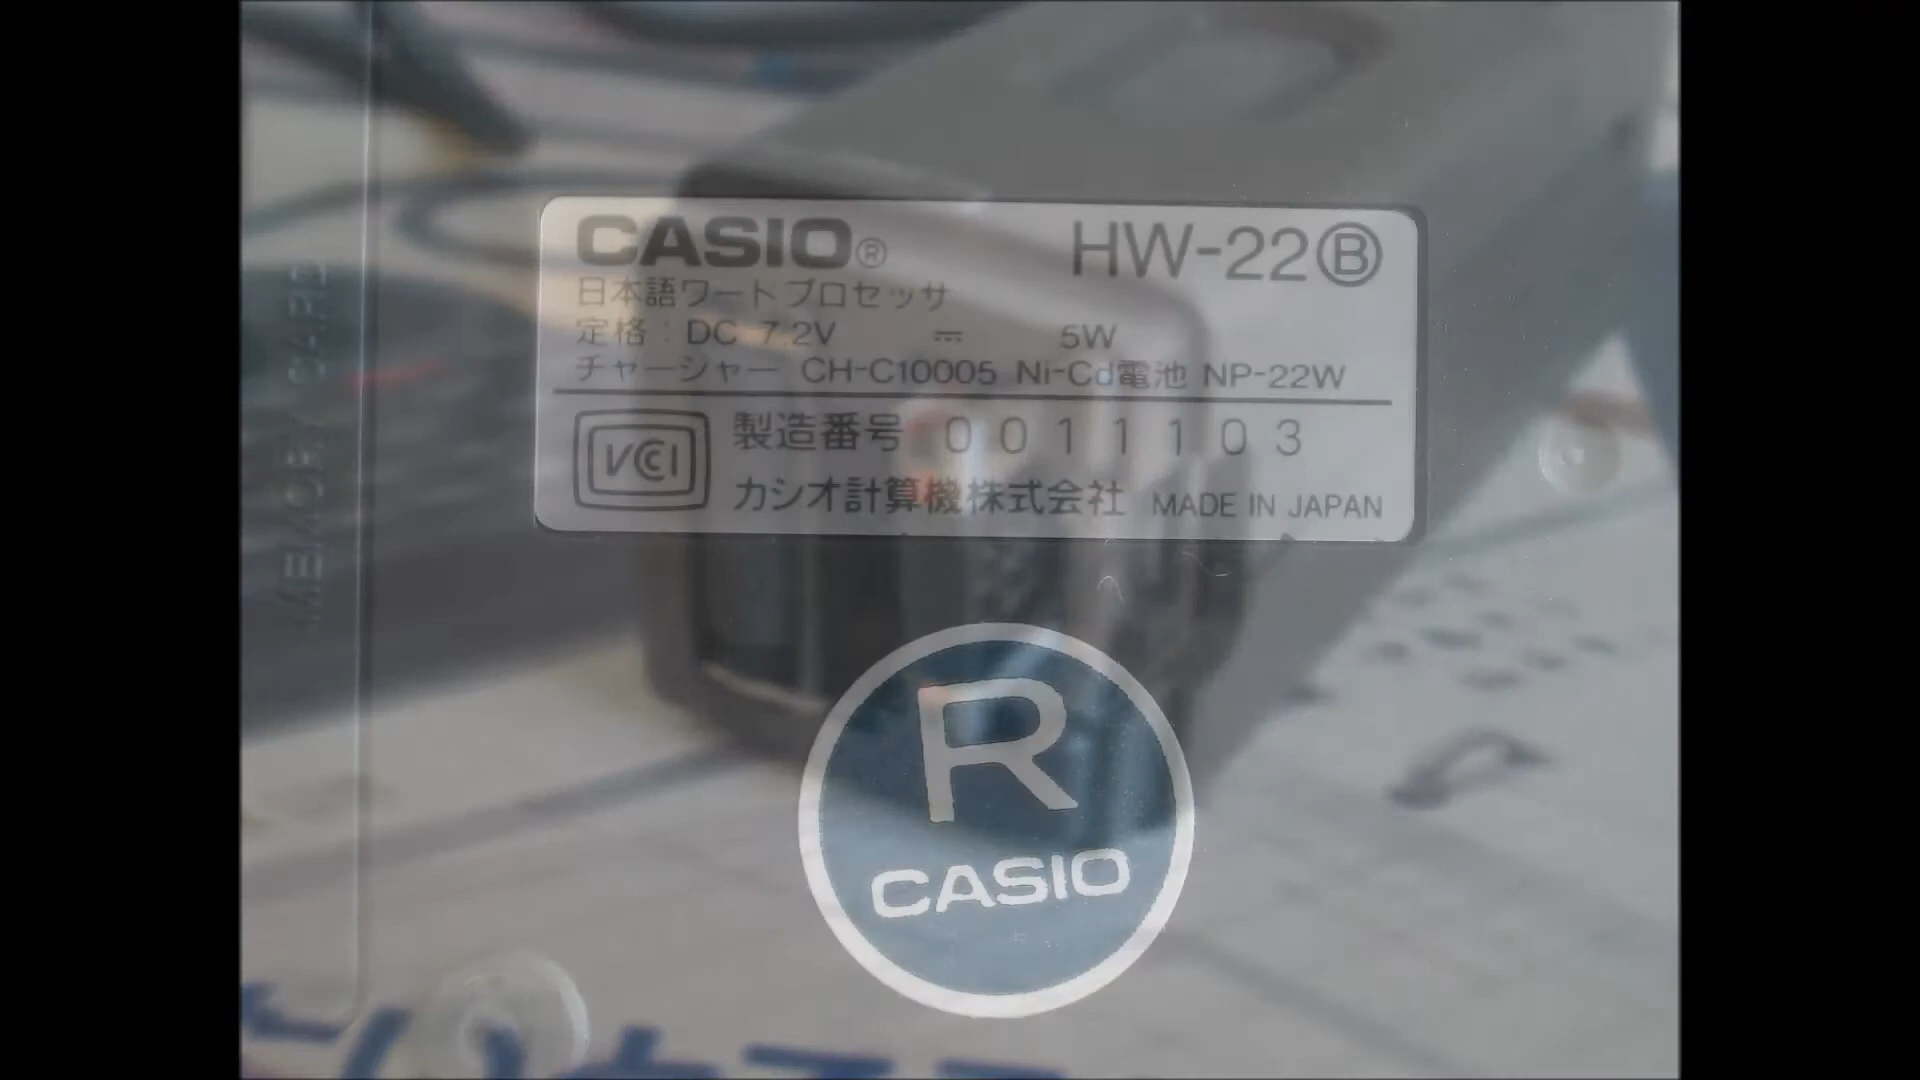 CASIO® HW-22Ⓑ
日本語ワードプロセッサ
定格：DC 7.2V ⎓ 5W
チャージャー CH-C10005 Ni-Cd電池 NP-22W
VCCI 製造番号 0011103
カシオ計算機株式会社 MADE IN JAPAN
MEMORY CARD
R
CASIO